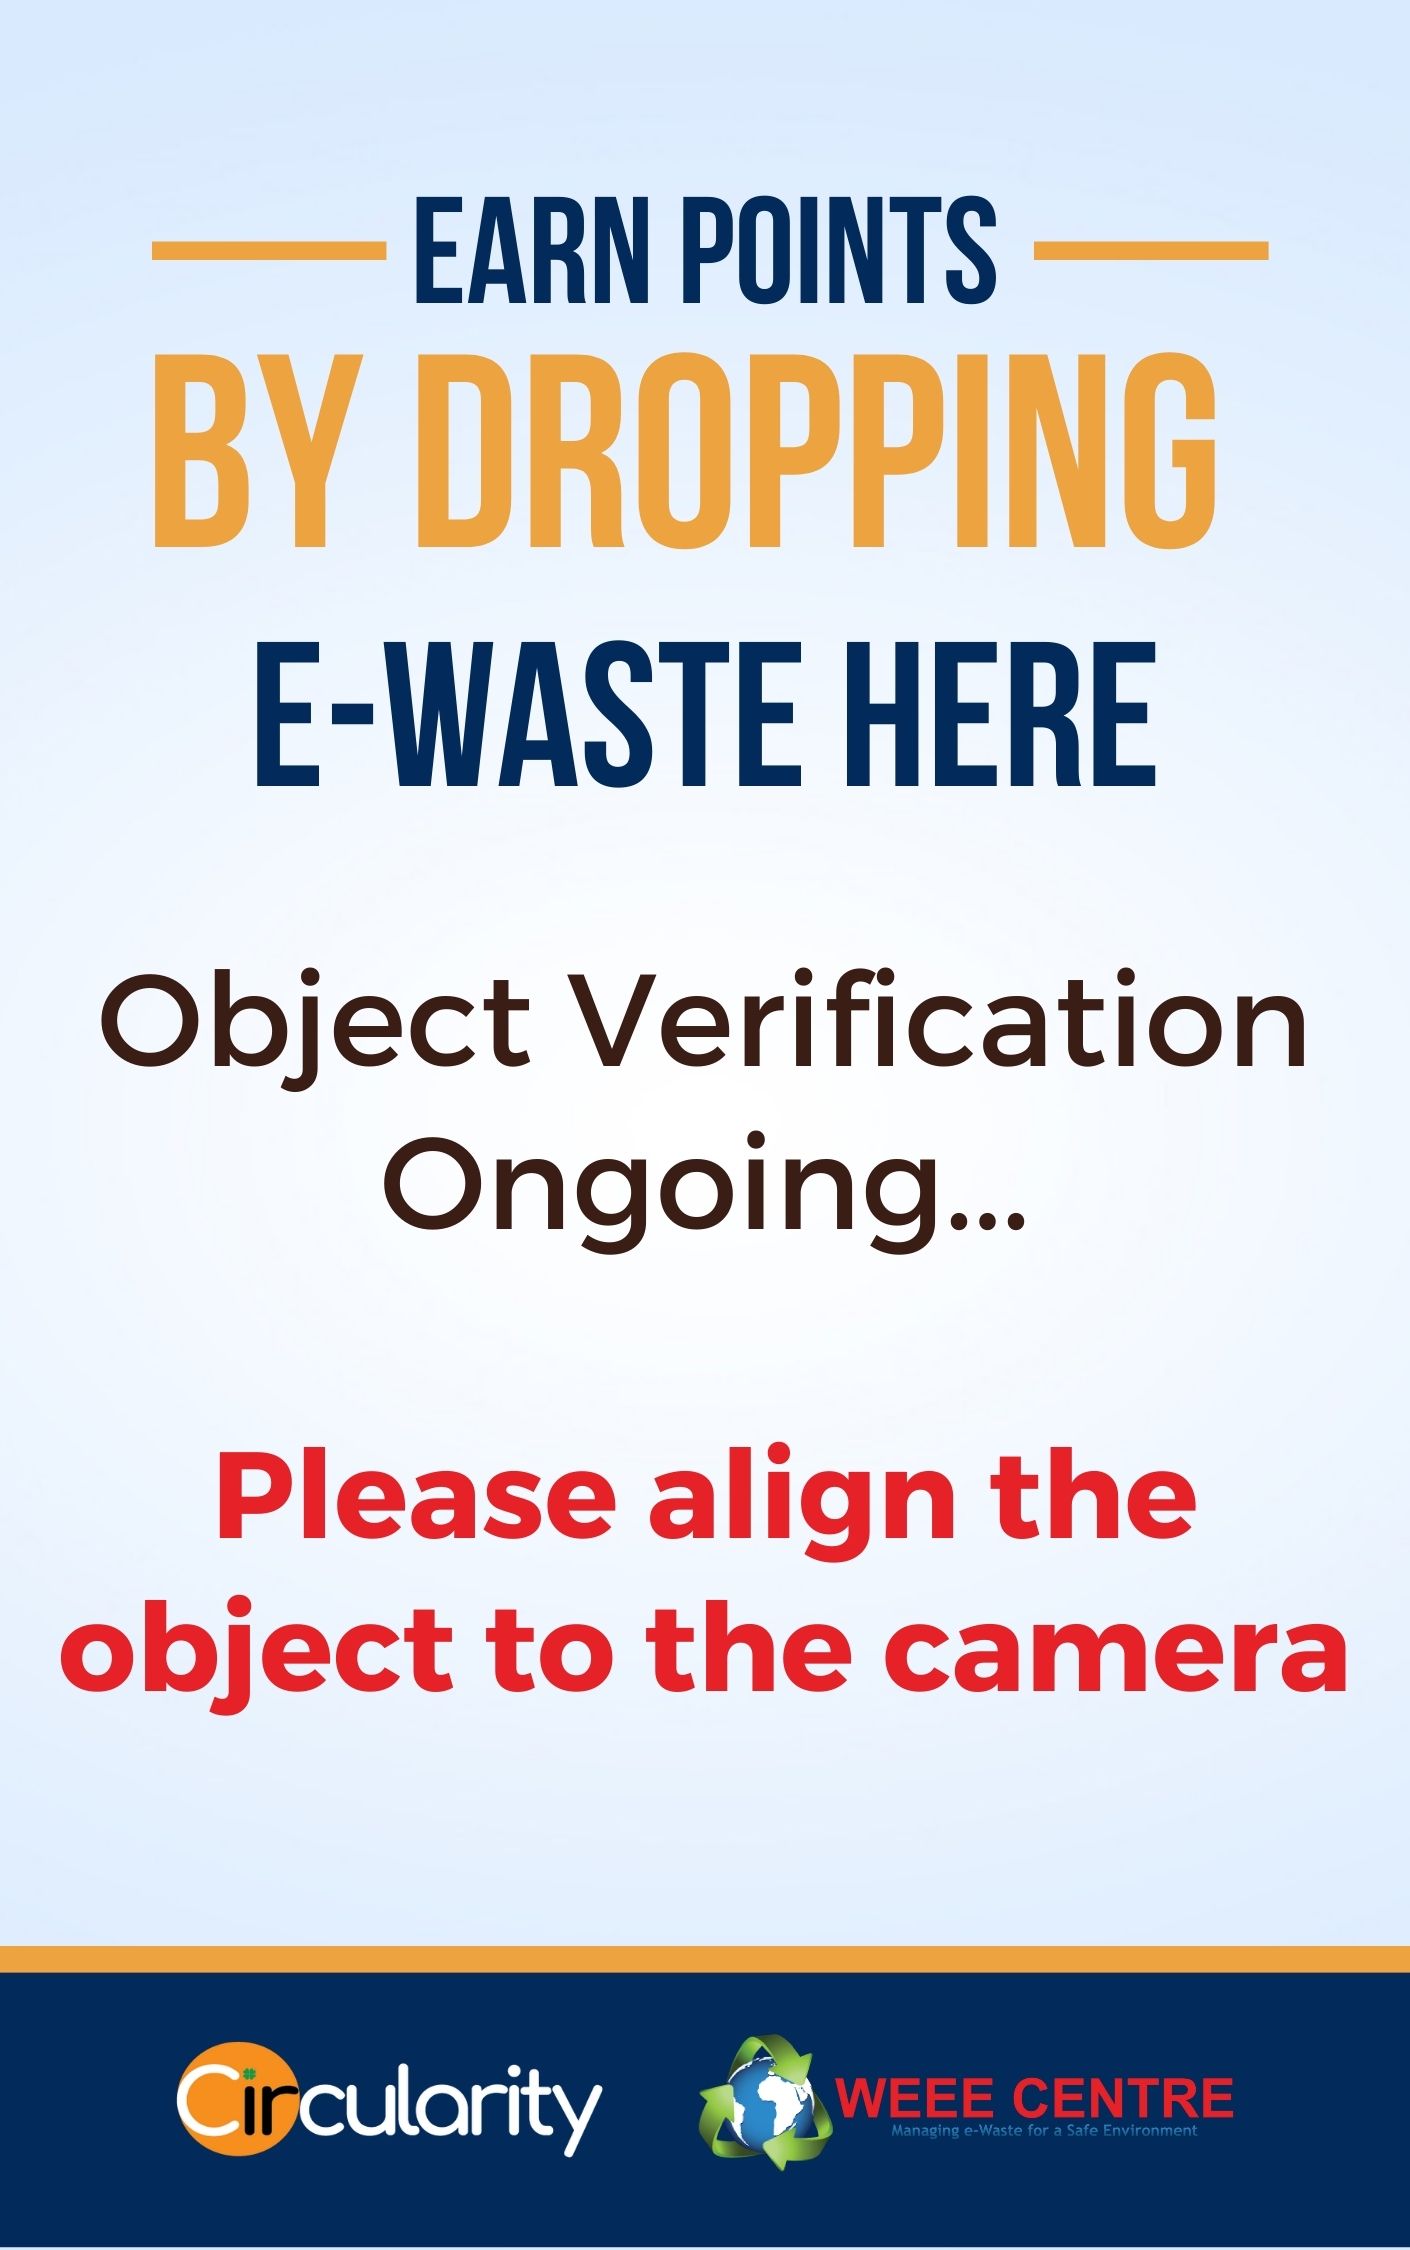 EARN POINTS
BY DROPPING
E-WASTE HERE
Object Verification
Ongoing...
Please align the
object to the camera
Circularity
WEEE CENTRE
Managing e-Waste for a Safe Environment